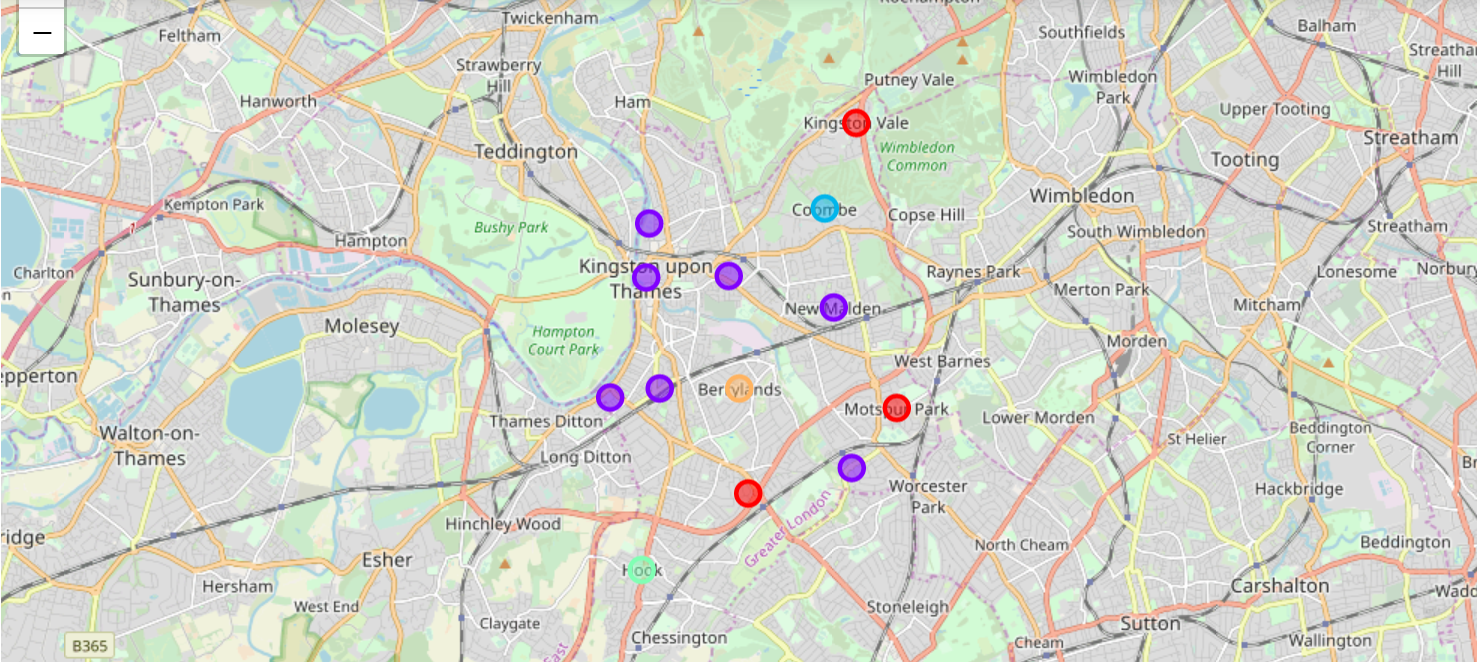 Twickenham
Roehampton
Feltham
Southfields
Balham
Streatha
Hill
Strawberry
Hill
Putney Vale
Wimbledon
Park
Hanworth
Ham
Upper Tooting
Kingston Vale
Teddington
Wimbledon
Common
Streatham
Tooting
Kempton Park
Wimbledon
Coombe
Copse Hill
Bushy Park
Streatham
Hampton
South Wimbledon
Charlton
Sunbury-on-
Thames
Kingston upon
Thames
Raynes Park
Lonesome
Norbury
Merton Park
New Malden
Mitcham
Molesey
Hampton
Court Park
Morden
West Barnes
epperton
Berrylands
Motspur Park
Thames Ditton
Lower Morden
Walton-on-
Thames
St Helier
Beddington
Corner
Long Ditton
Worcester
Park
Hackbridge
Greater London
Hinchley Wood
ridge
North Cheam
Beddington
Esher
Hook
Hersham
Carshalton
Wadd
West End
Stoneleigh
Claygate
Sutton
Chessington
Cheam
Wallington
B365
East